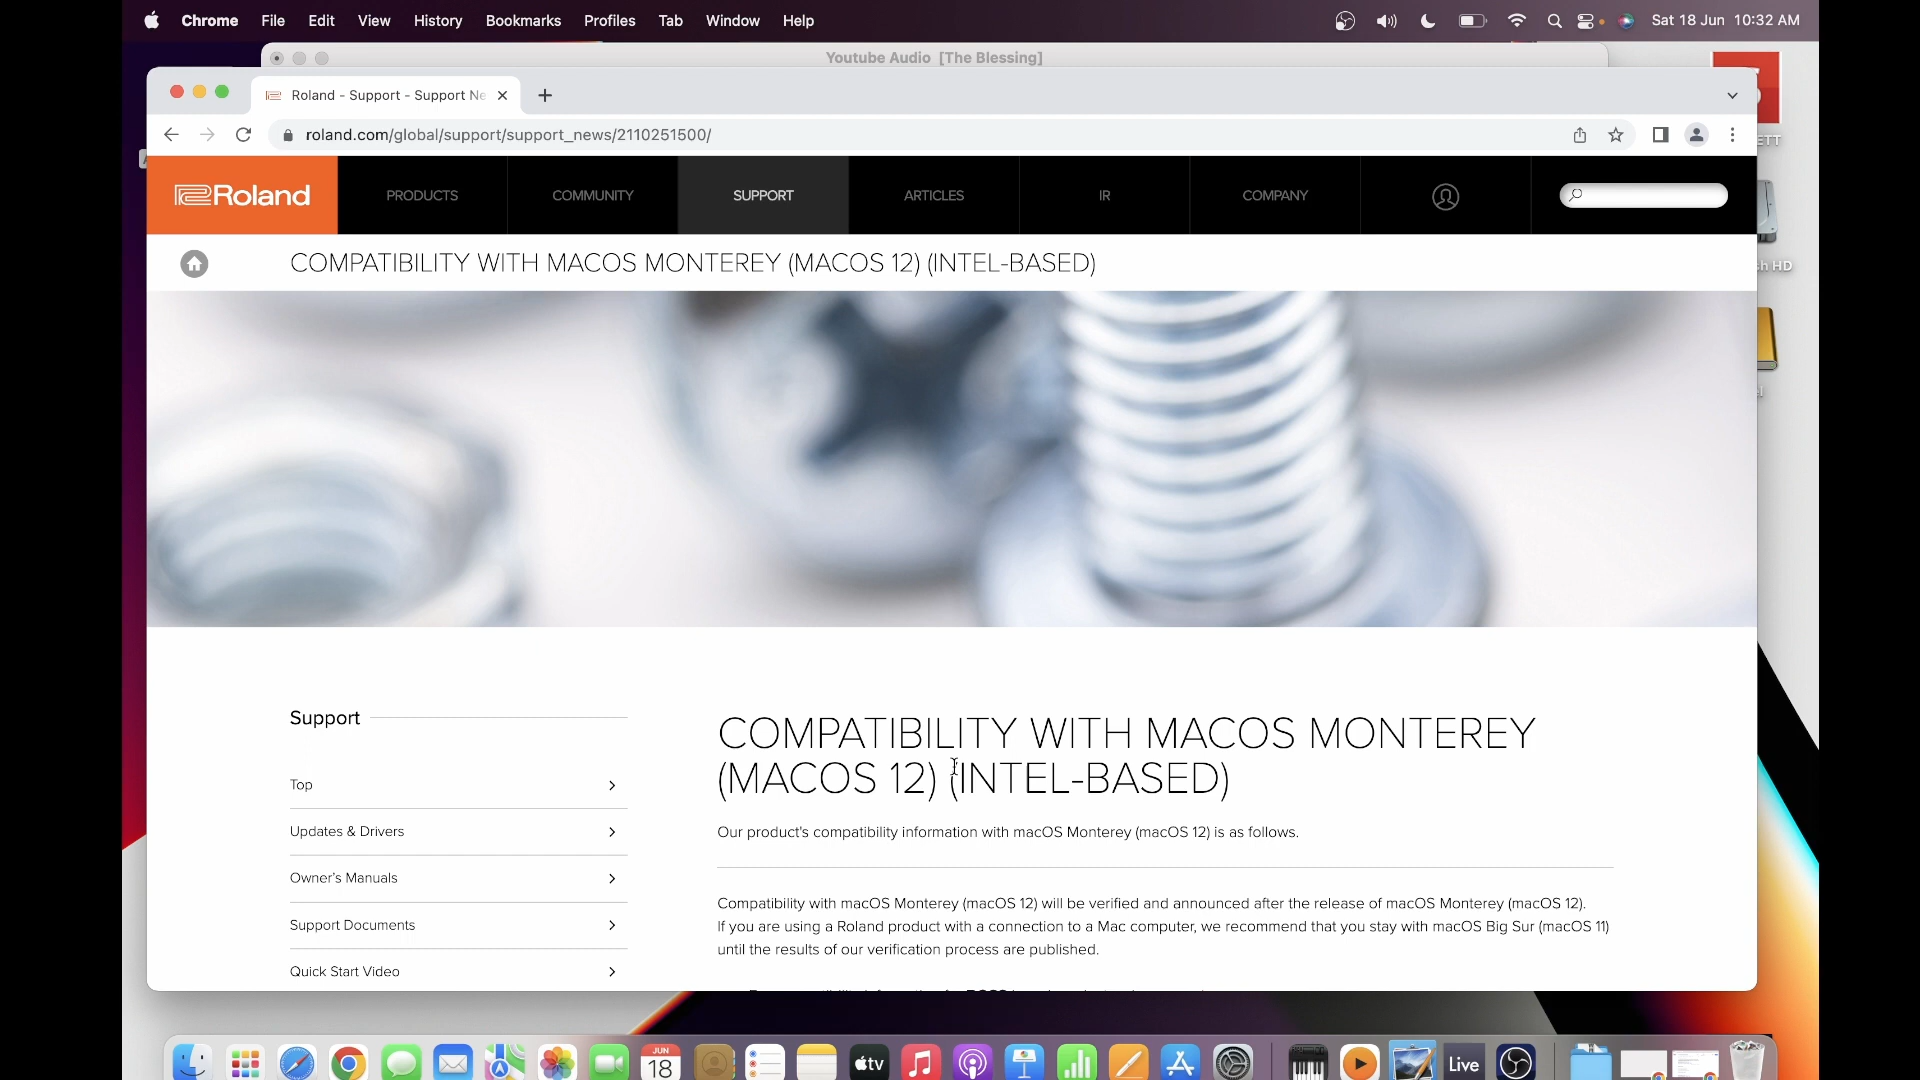 Chrome File Edit View History Bookmarks Profiles Tab Window Help Sat 18 Jun 10:32 AM
Youtube Audio [The Blessing]
Roland - Support - Support Ne
roland.com/global/support/support_news/2110251500/
Roland PRODUCTS COMMUNITY SUPPORT ARTICLES IR COMPANY
COMPATIBILITY WITH MACOS MONTEREY (MACOS 12) (INTEL-BASED)
Support
Top
Updates & Drivers
Owner's Manuals
Support Documents
Quick Start Video
COMPATIBILITY WITH MACOS MONTEREY
(MACOS 12) (INTEL-BASED)
Our product's compatibility information with macOS Monterey (macOS 12) is as follows.
Compatibility with macOS Monterey (macOS 12) will be verified and announced after the release of macOS Monterey (macOS 12).
If you are using a Roland product with a connection to a Mac computer, we recommend that you stay with macOS Big Sur (macOS 11)
until the results of our verification process are published.
ETT
h HD
JUN
18
tv
Live